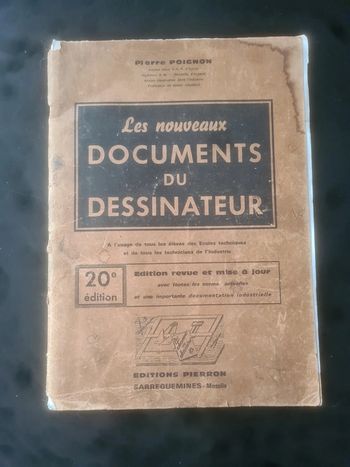 Pierre POIGNON
Les nouveaux
DOCUMENTS
DU
DESSINATEUR
A l'usage de tous les élèves des Ecoles techniques
et de tous les techniciens de l'Industrie
20e
édition
Edition revue et mise à jour
avec toutes les normes actuelles
et une importante documentation industrielle
EDITIONS PIERRON
SARREGUEMINES - Moselle